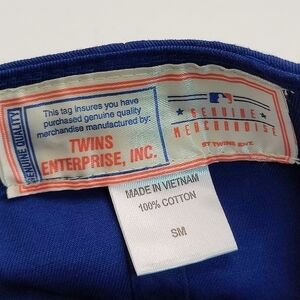 GENUINE QUALITY
This tag insures you have
purchased genuine quality
merchandise manufactured by:
TWINS
ENTERPRISE, INC.
GENUINE
MERCHANDISE
BY TWINS ENT.
MADE IN VIETNAM
100% COTTON
SM